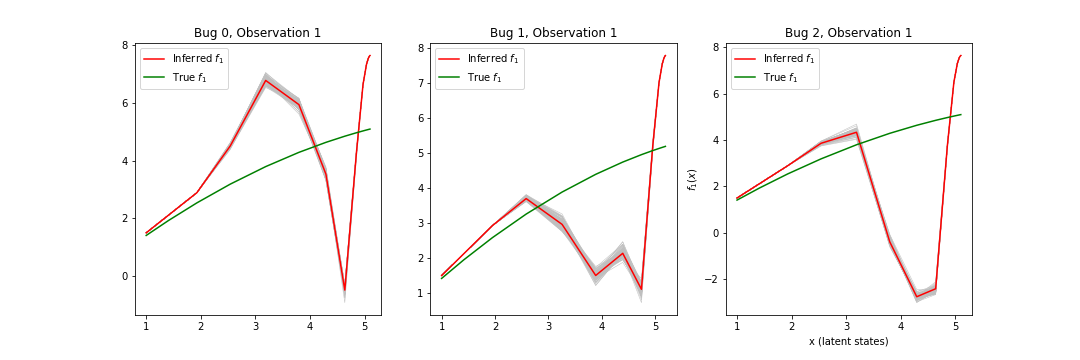 Bug 0, Observation 1
Inferred f₁
True f₁
8
6
4
2
0
1 2 3 4 5
Bug 1, Observation 1
Inferred f₁
True f₁
8
7
6
5
4
3
2
1
1 2 3 4 5
Bug 2, Observation 1
Inferred f₁
True f₁
8
6
4
2
0
−2
f₁(x)
1 2 3 4 5
x (latent states)